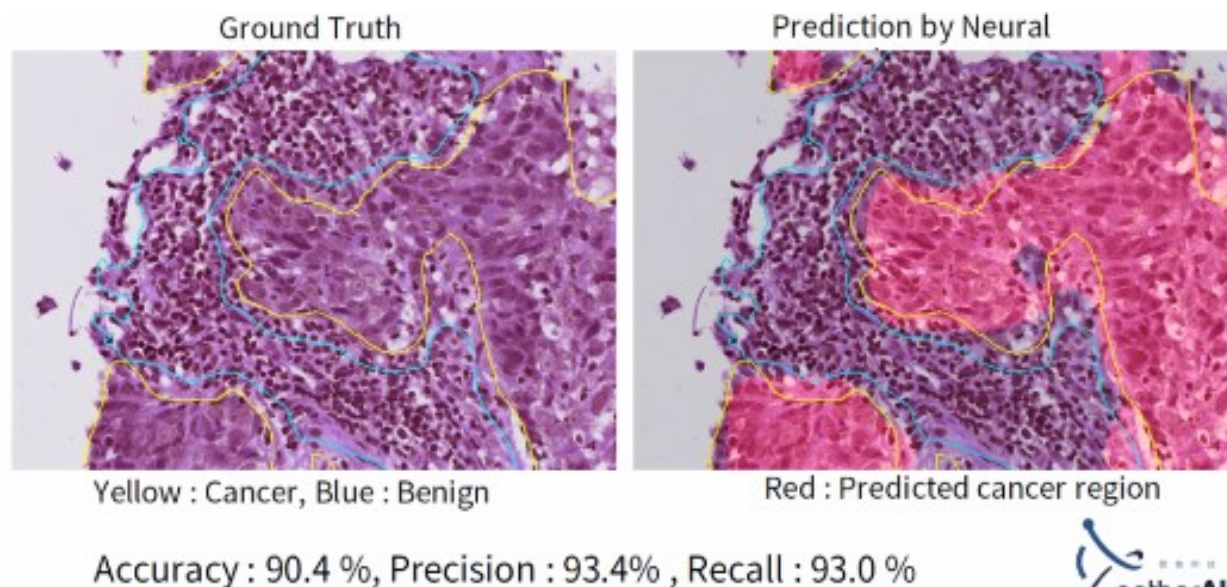 Ground Truth
Prediction by Neural
Yellow : Cancer, Blue : Benign
Red : Predicted cancer region
Accuracy : 90.4 %, Precision : 93.4% , Recall : 93.0 %